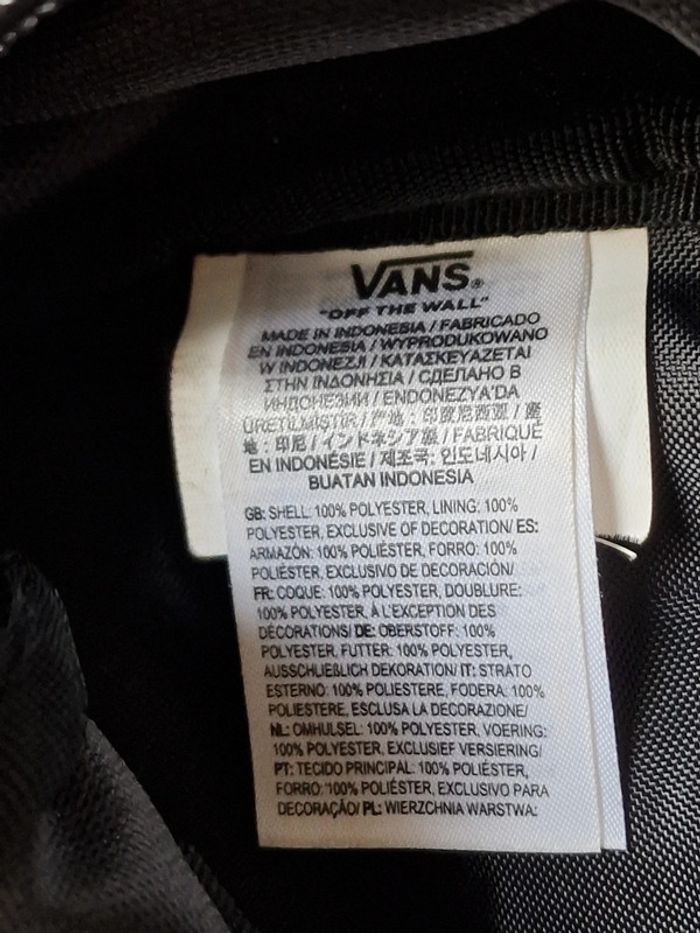 VANS®
"OFF THE WALL"
MADE IN INDONESIA / FABRICADO
EN INDONESIA / WYPRODUKOWANO
W INDONEZJI / ΚΑΤΑΣΚΕΥΑΖΕΤΑΙ
ΣΤΗΝ ΙΝΔΟΝΗΣΙΑ / СДЕЛАНО В
ИНДОНЕЗИИ / ENDONEZYA'DA
ÜRETİLMİŞTİR / 产地 : 印度尼西亚 / 產
地 : 印尼 / インドネシア製 / FABRIQUÉ
EN INDONÉSIE / 제조국: 인도네시아 /
BUATAN INDONESIA
GB: SHELL: 100% POLYESTER, LINING: 100%
POLYESTER, EXCLUSIVE OF DECORATION/ ES:
ARMAZÓN: 100% POLIÉSTER, FORRO: 100%
POLIÉSTER, EXCLUSIVO DE DECORACIÓN/
FR: COQUE: 100% POLYESTER, DOUBLURE:
100% POLYESTER, À L'EXCEPTION DES
DÉCORATIONS/ DE: OBERSTOFF: 100%
POLYESTER, FUTTER: 100% POLYESTER,
AUSSCHLIEßLICH DEKORATION/ IT: STRATO
ESTERNO: 100% POLIESTERE, FODERA: 100%
POLIESTERE, ESCLUSA LA DECORAZIONE/
NL: OMHULSEL: 100% POLYESTER, VOERING:
100% POLYESTER, EXCLUSIEF VERSIERING/
PT: TECIDO PRINCIPAL: 100% POLIÉSTER,
FORRO: 100% POLIÉSTER, EXCLUSIVO PARA
DECORAÇÃO/ PL: WIERZCHNIA WARSTWA: